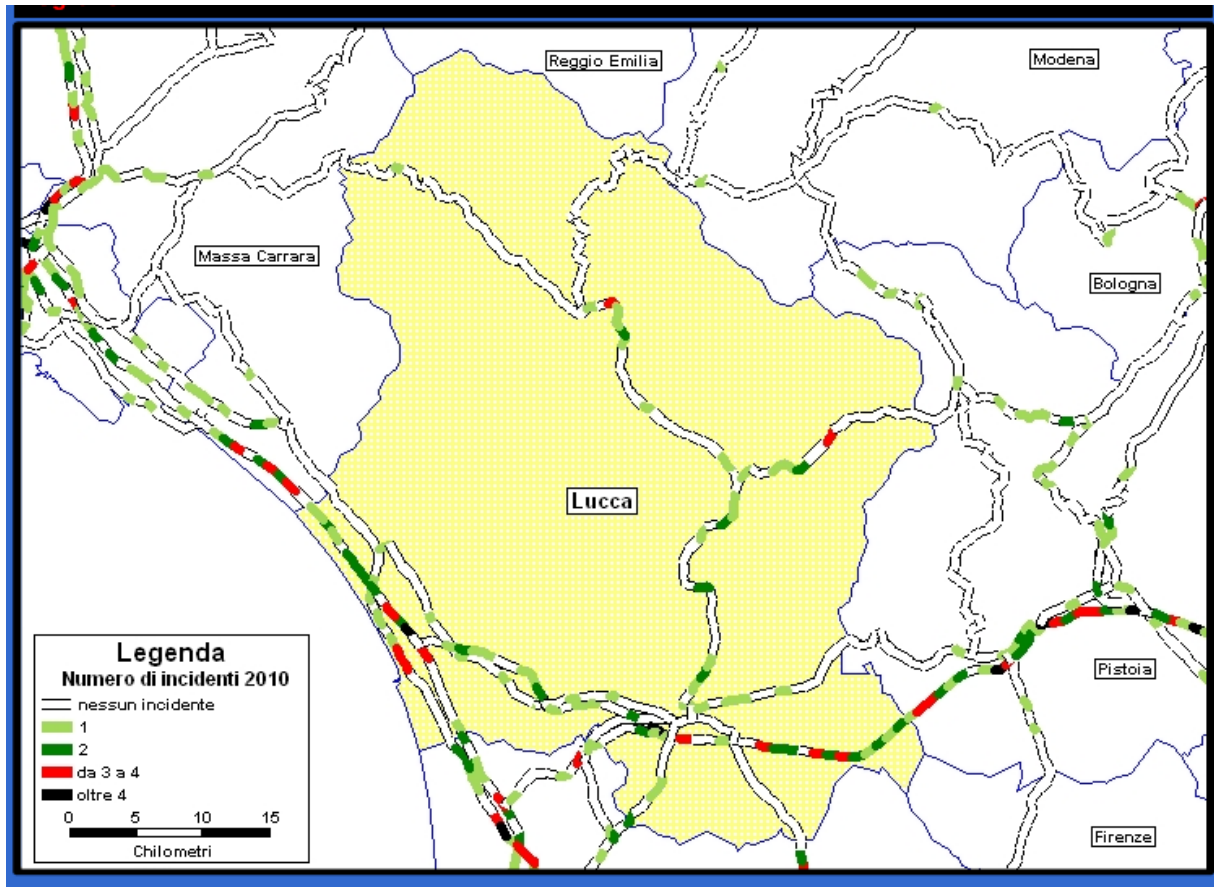 Reggio Emilia
Modena
Massa Carrara
Bologna
Lucca
Pistoia
Firenze
Legenda
Numero di incidenti 2010
nessun incidente
1
2
da 3 a 4
oltre 4
0 5 10 15
Chilometri